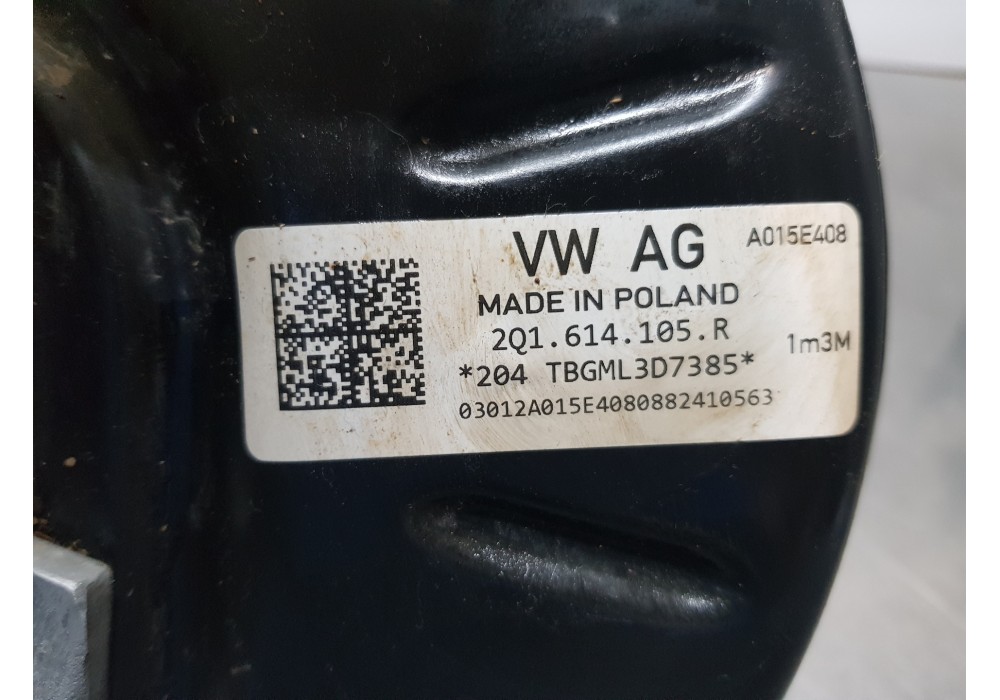 VW AG A015E408
MADE IN POLAND
2Q1.614.105.R
1m3M
*204 TBGML3D7385*
03012A015E4080882410563